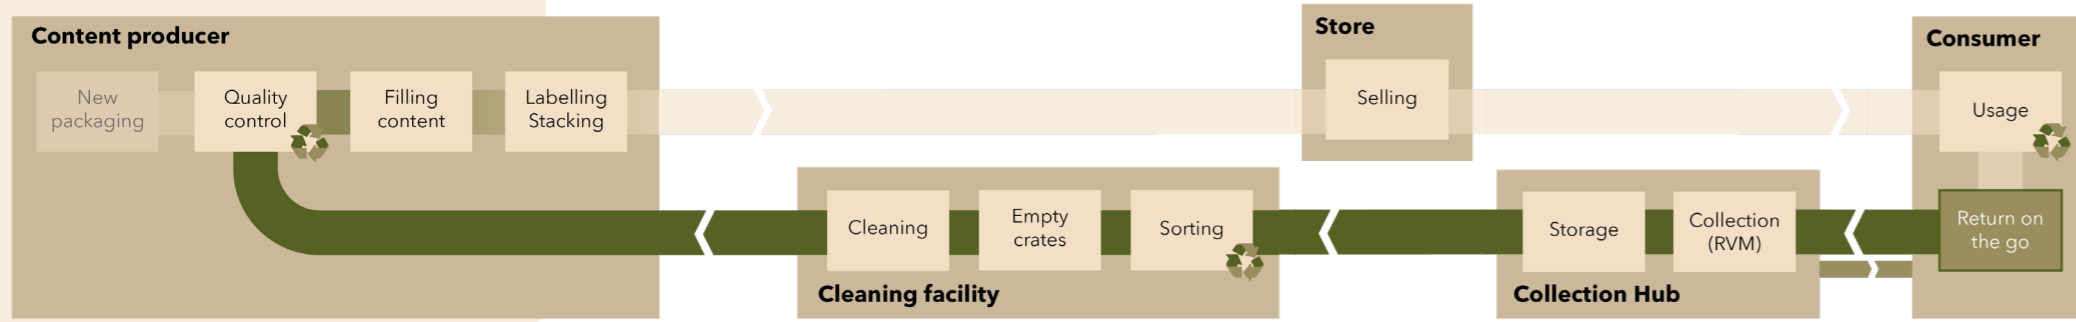 Content producer
New
packaging
Quality
control
Filling
content
Labelling
Stacking
Store
Selling
Consumer
Usage
Return on
the go
Cleaning
Empty
crates
Sorting
Cleaning facility
Storage
Collection
(RVM)
Collection Hub